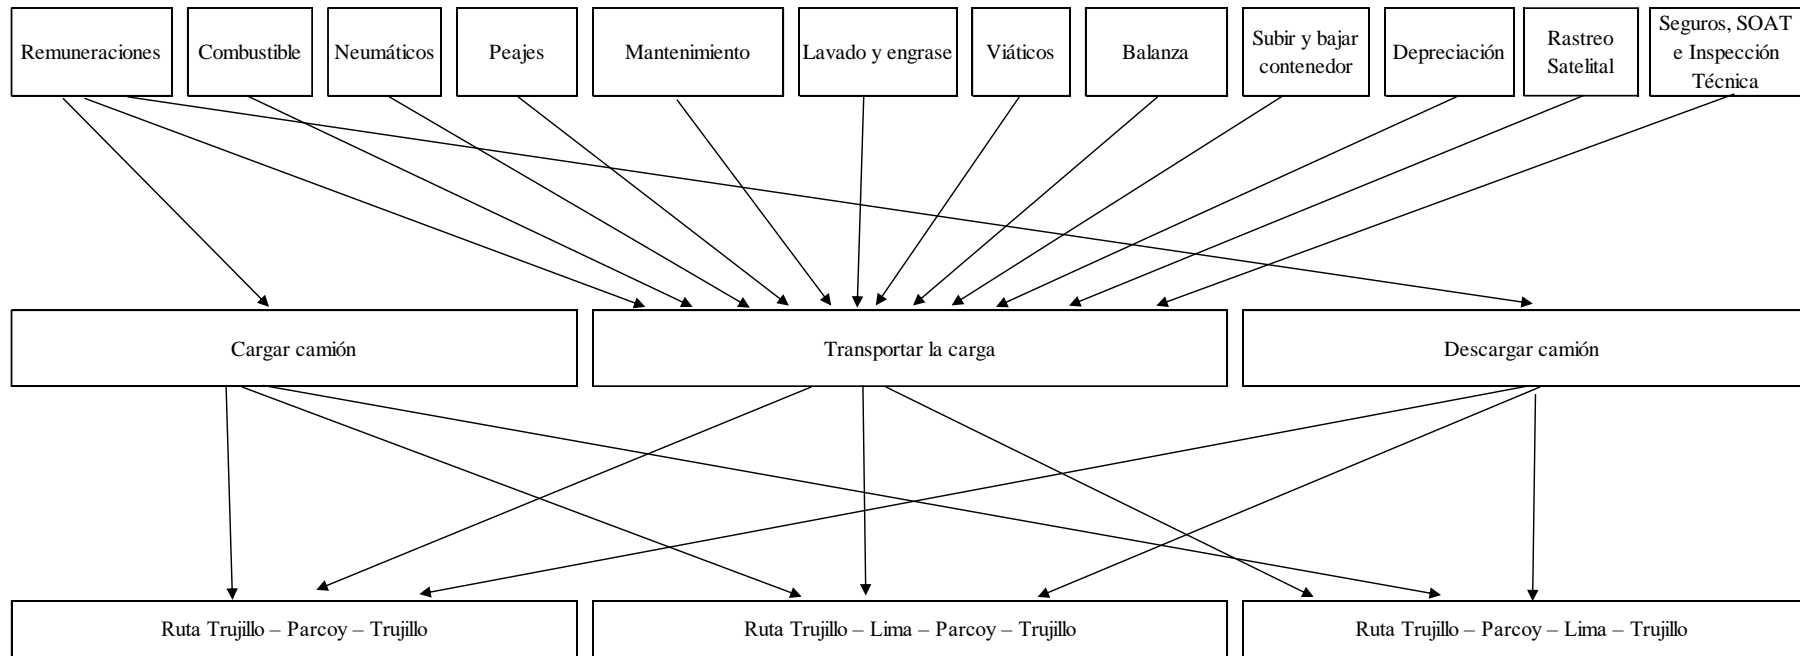 Remuneraciones
Combustible
Neumáticos
Peajes
Mantenimiento
Lavado y engrase
Viáticos
Balanza
Subir y bajar
contenedor
Depreciación
Rastreo
Satelital
Seguros, SOAT
e Inspección
Técnica
Cargar camión
Transportar la carga
Descargar camión
Ruta Trujillo – Parcoy – Trujillo
Ruta Trujillo – Lima – Parcoy – Trujillo
Ruta Trujillo – Parcoy – Lima – Trujillo